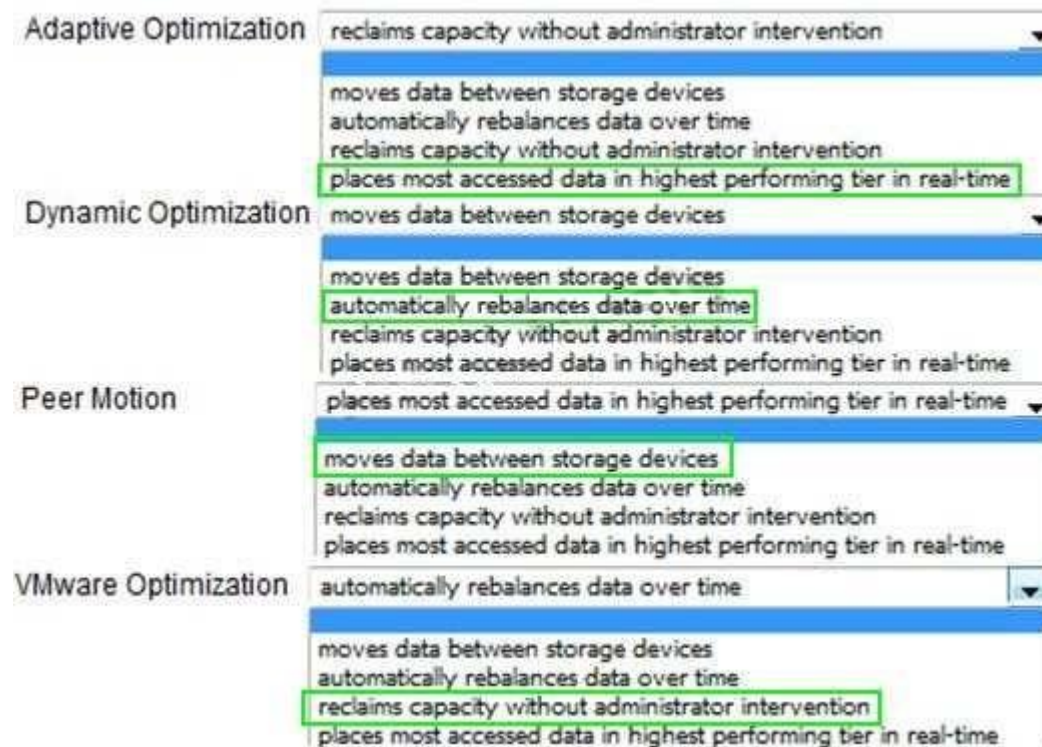 Adaptive Optimization reclaims capacity without administrator intervention
moves data between storage devices
automatically rebalances data over time
reclaims capacity without administrator intervention
places most accessed data in highest performing tier in real-time
Dynamic Optimization moves data between storage devices
moves data between storage devices
automatically rebalances data over time
reclaims capacity without administrator intervention
places most accessed data in highest performing tier in real-time
Peer Motion places most accessed data in highest performing tier in real-time
moves data between storage devices
automatically rebalances data over time
reclaims capacity without administrator intervention
places most accessed data in highest performing tier in real-time
VMware Optimization automatically rebalances data over time
moves data between storage devices
automatically rebalances data over time
reclaims capacity without administrator intervention
places most accessed data in highest performing tier in real-time